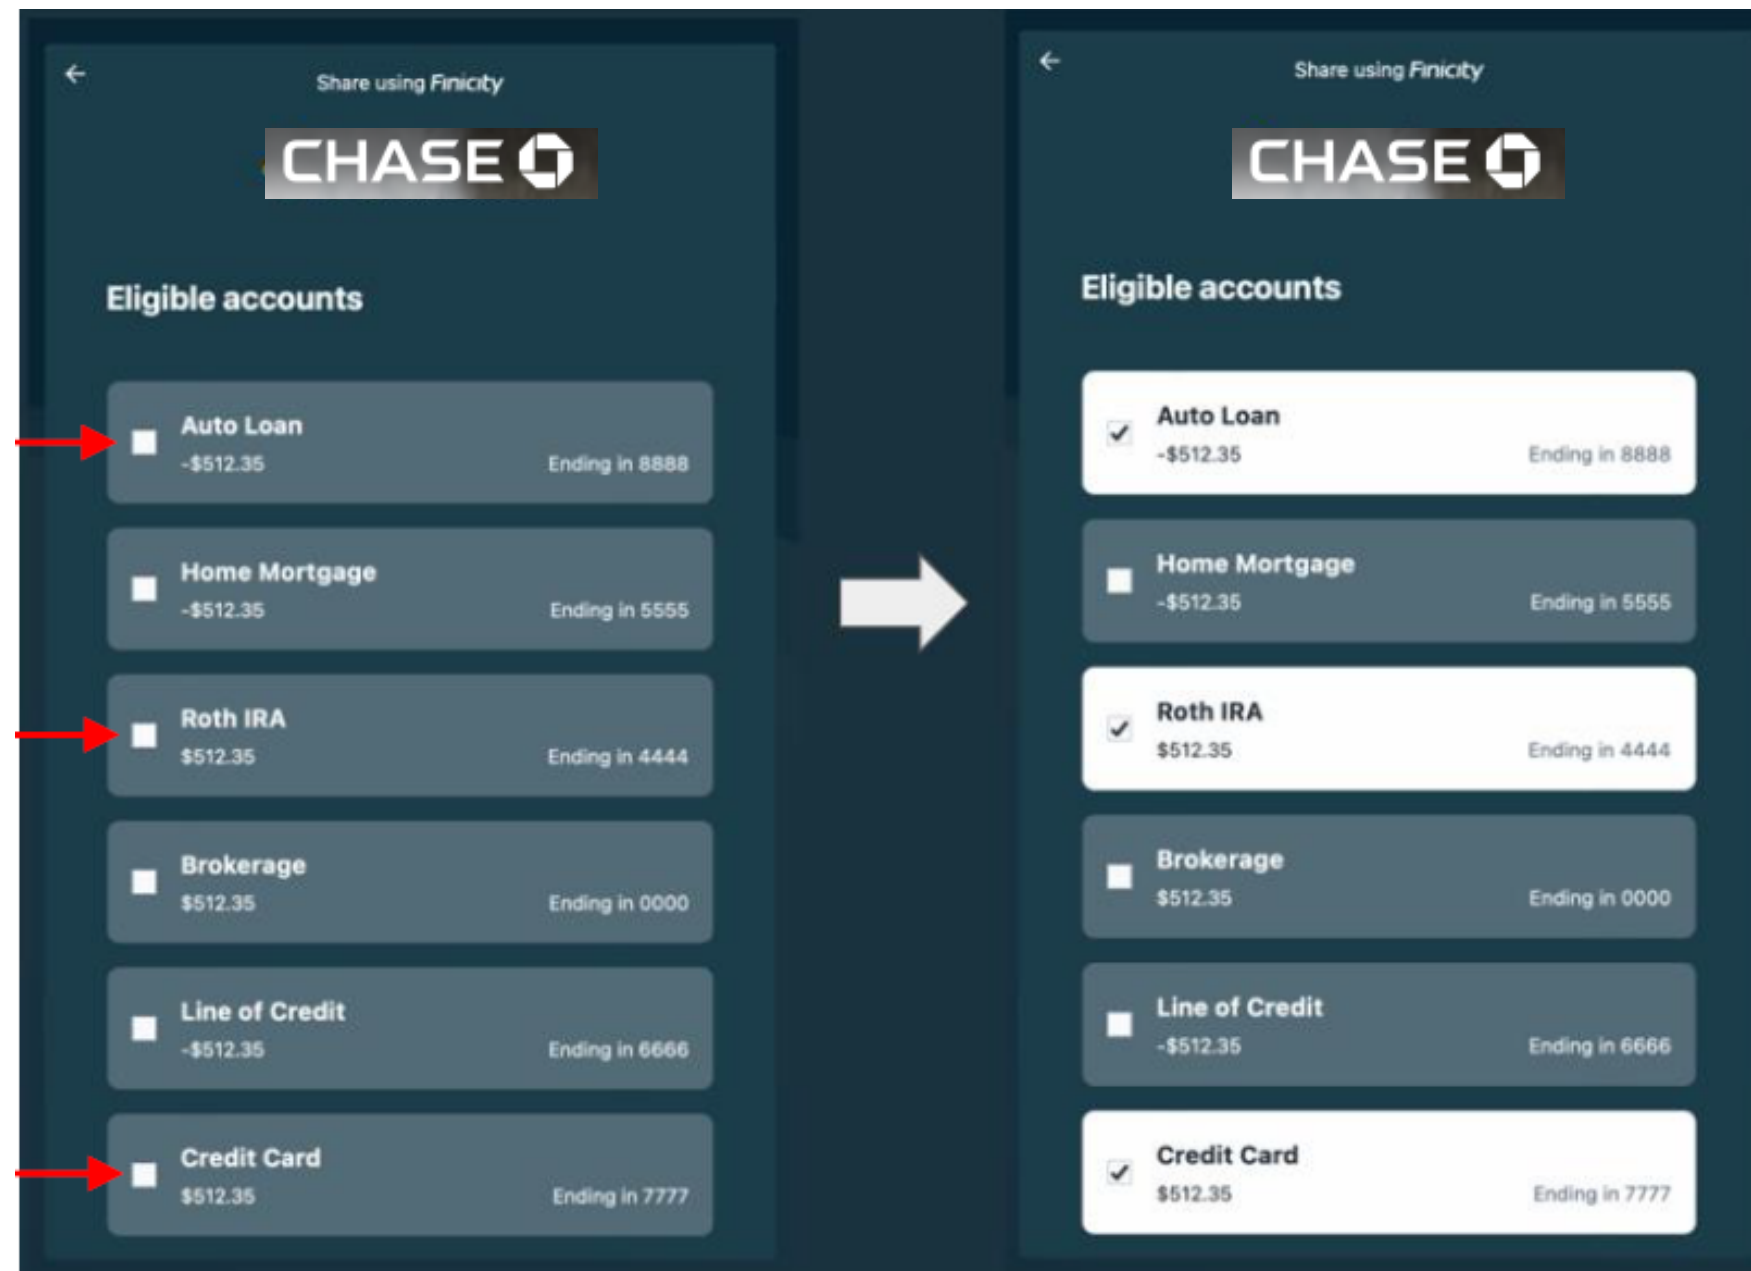 Share using Finicity
CHASE
Eligible accounts
Auto Loan
-$512.35 Ending in 8888
Home Mortgage
-$512.35 Ending in 5555
Roth IRA
$512.35 Ending in 4444
Brokerage
$512.35 Ending in 0000
Line of Credit
-$512.35 Ending in 6666
Credit Card
$512.35 Ending in 7777
Share using Finicity
CHASE
Eligible accounts
Auto Loan
-$512.35 Ending in 8888
Home Mortgage
-$512.35 Ending in 5555
Roth IRA
$512.35 Ending in 4444
Brokerage
$512.35 Ending in 0000
Line of Credit
-$512.35 Ending in 6666
Credit Card
$512.35 Ending in 7777